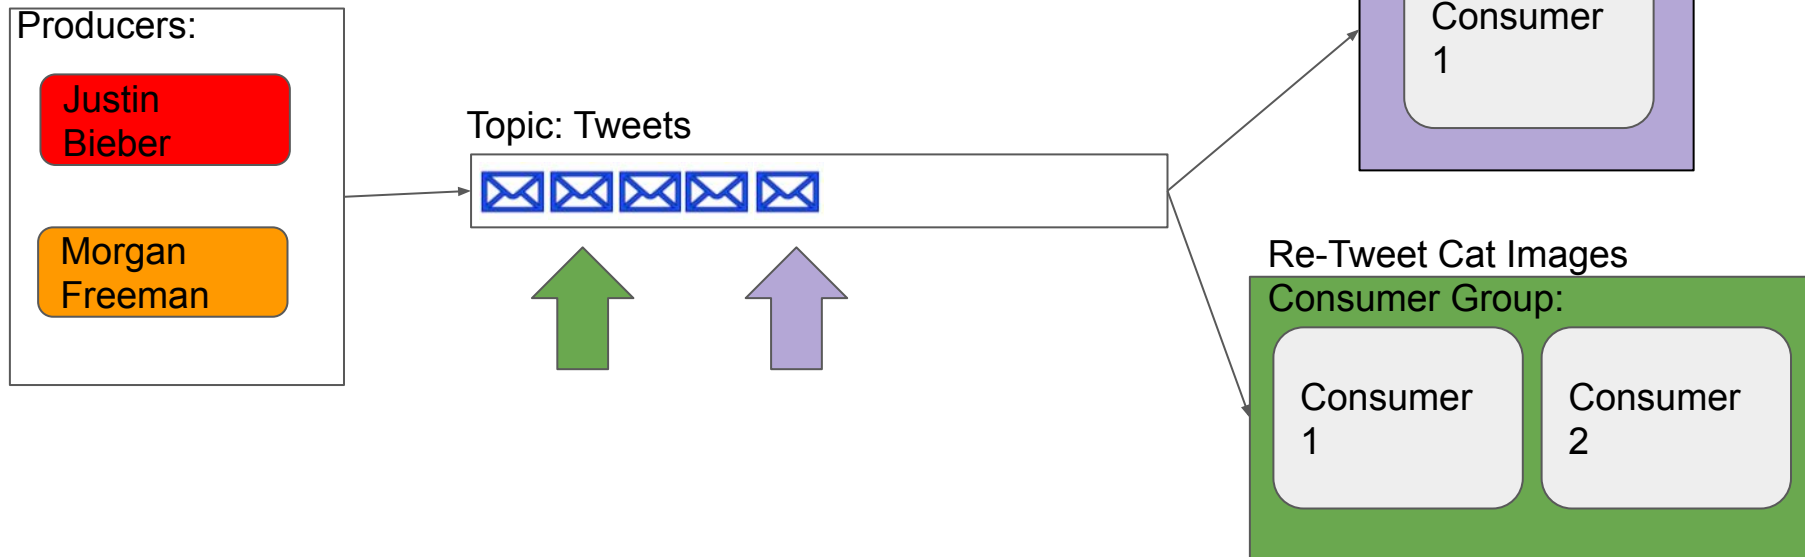 Producers:
Justin
Bieber
Morgan
Freeman
Topic: Tweets
Consumer
1
Re-Tweet Cat Images
Consumer Group:
Consumer
1
Consumer
2